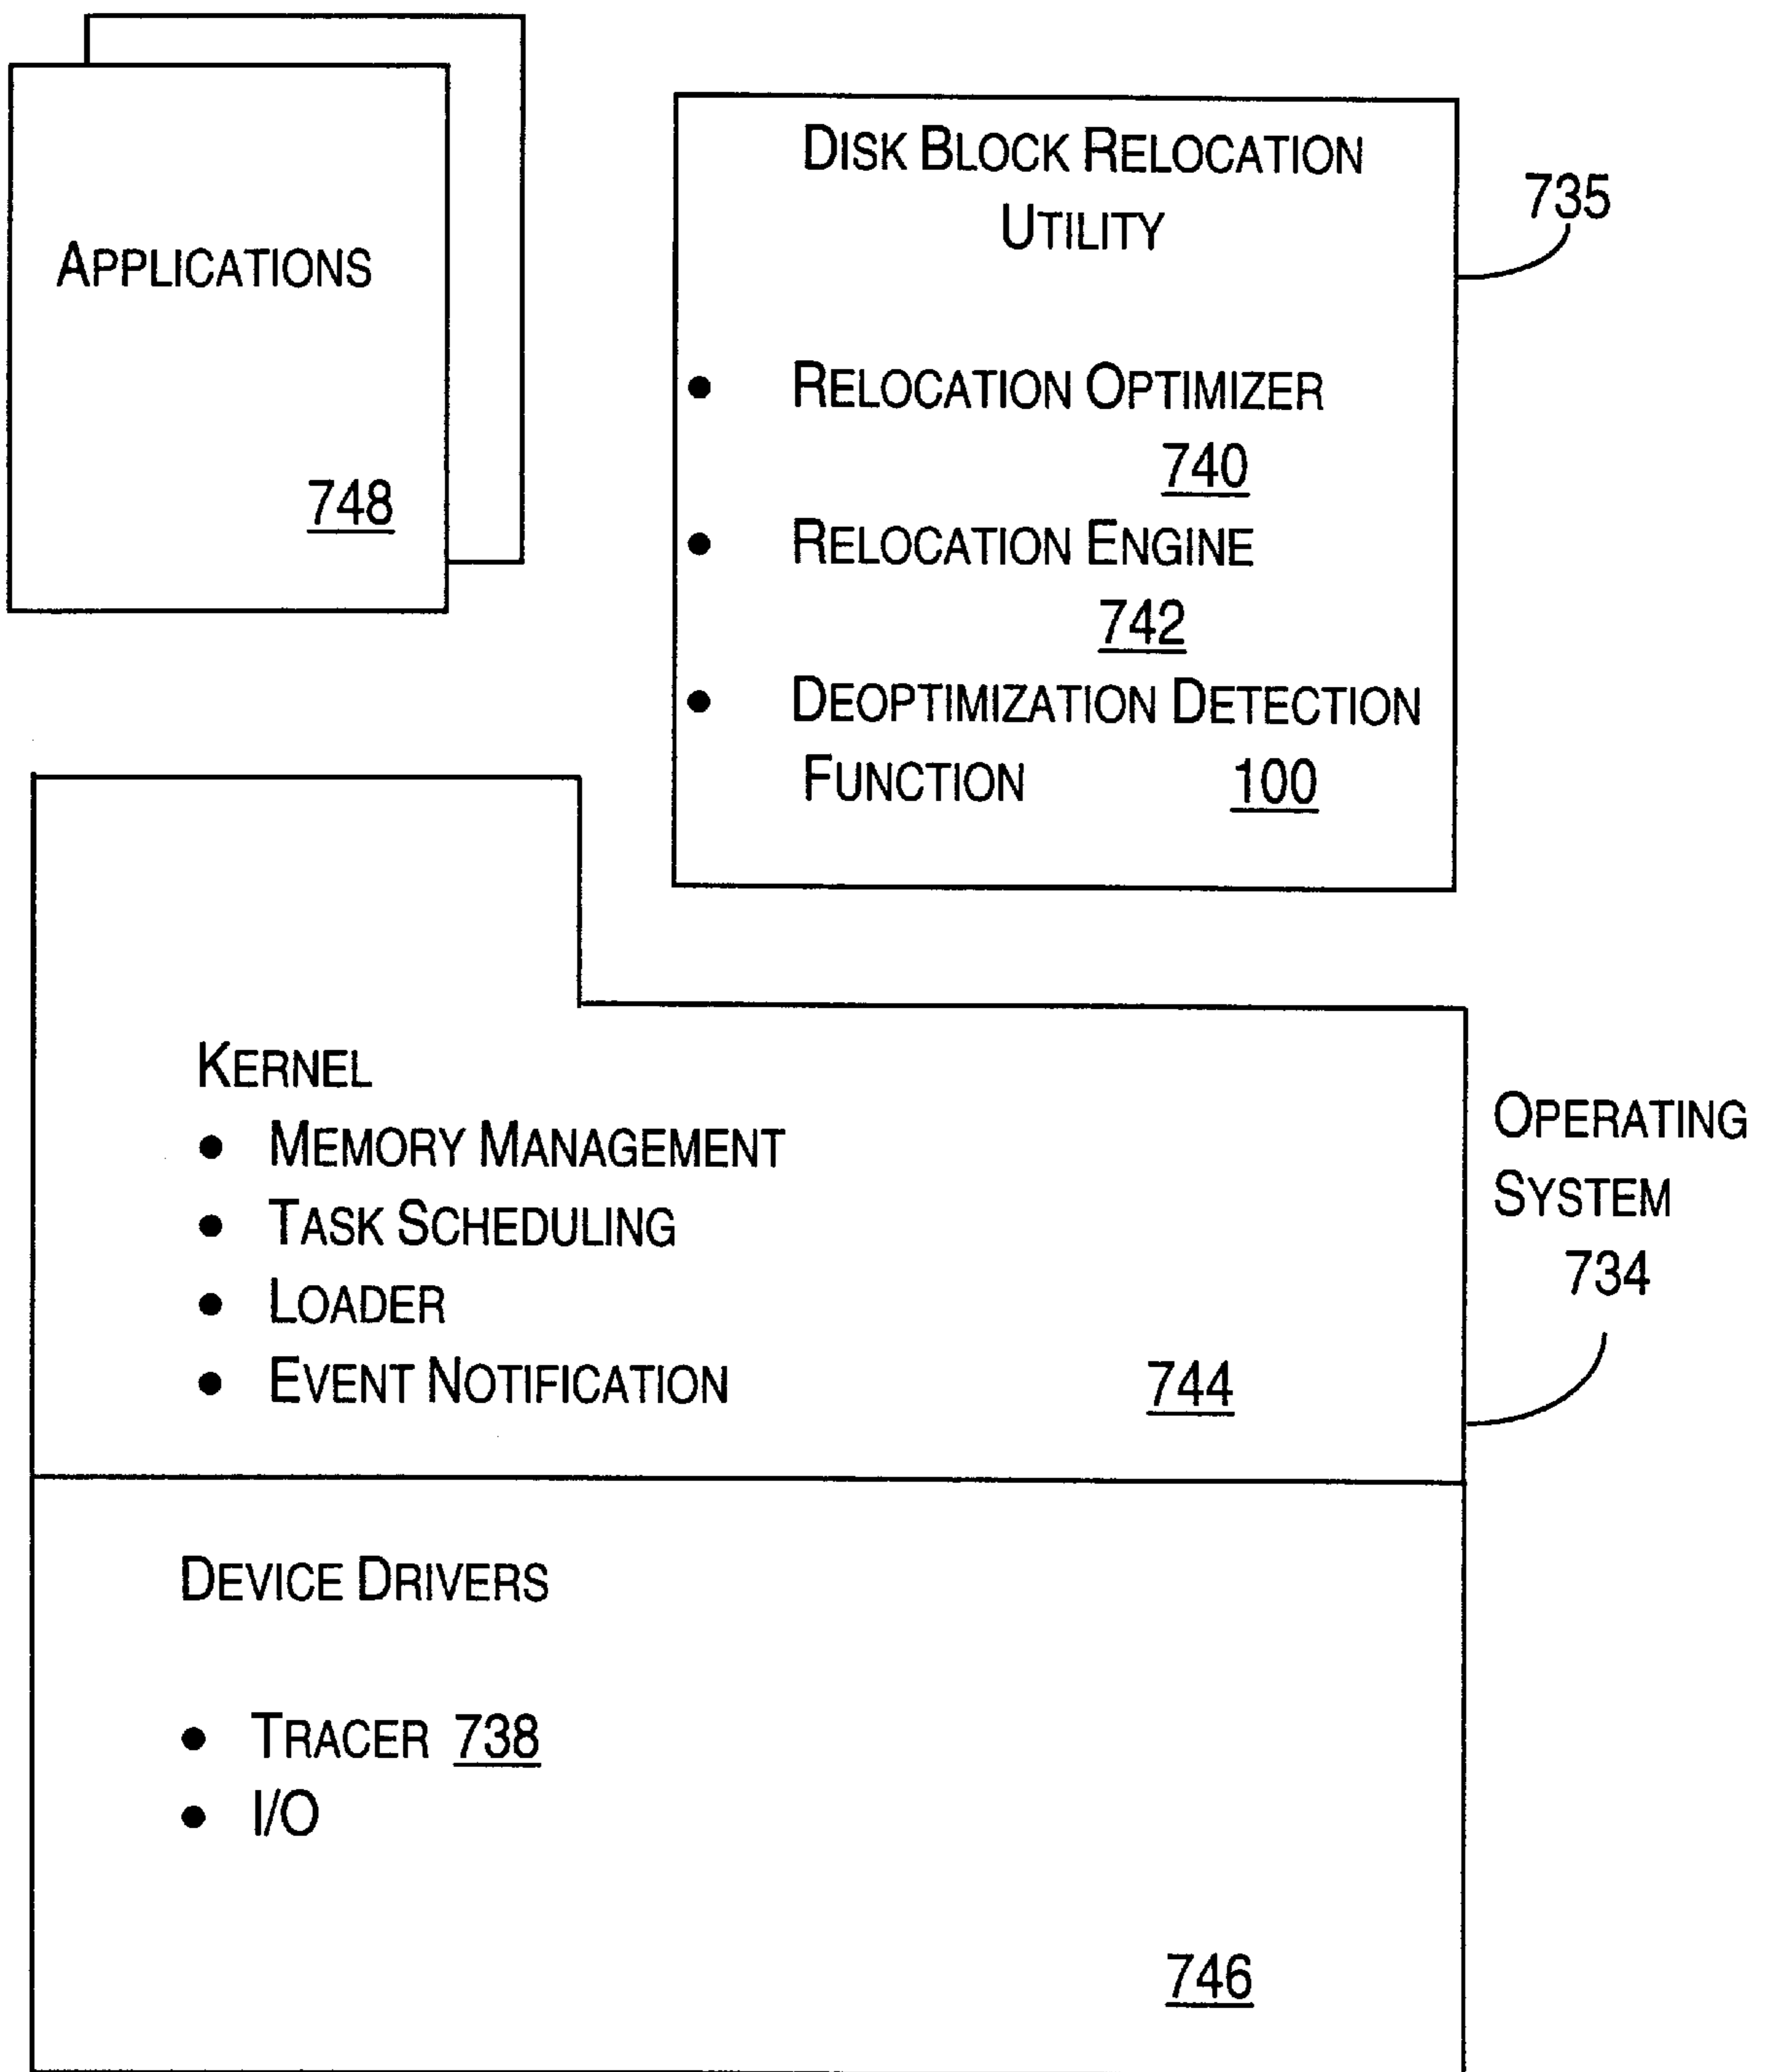 APPLICATIONS
748
DISK BLOCK RELOCATION
UTILITY
735
• RELOCATION OPTIMIZER
740
• RELOCATION ENGINE
742
• DEOPTIMIZATION DETECTION
FUNCTION 100
KERNEL
• MEMORY MANAGEMENT
• TASK SCHEDULING
• LOADER
• EVENT NOTIFICATION
744
OPERATING
SYSTEM
734
DEVICE DRIVERS
• TRACER 738
• I/O
746